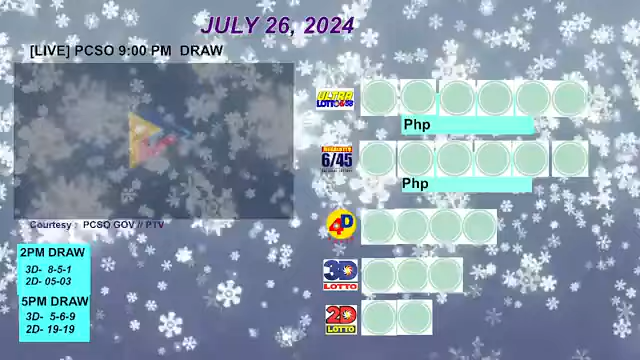 JULY 26, 2024
[LIVE] PCSO 9:00 PM DRAW
ULTRA
LOTTO 6/58
Php
MEGALOTTO
6/45
Php
4D
Courtesy : PCSO GOV // PTV
2PM DRAW
3D- 8-5-1
2D- 05-03
5PM DRAW
3D- 5-6-9
2D- 19-19
3D
LOTTO
2D
LOTTO